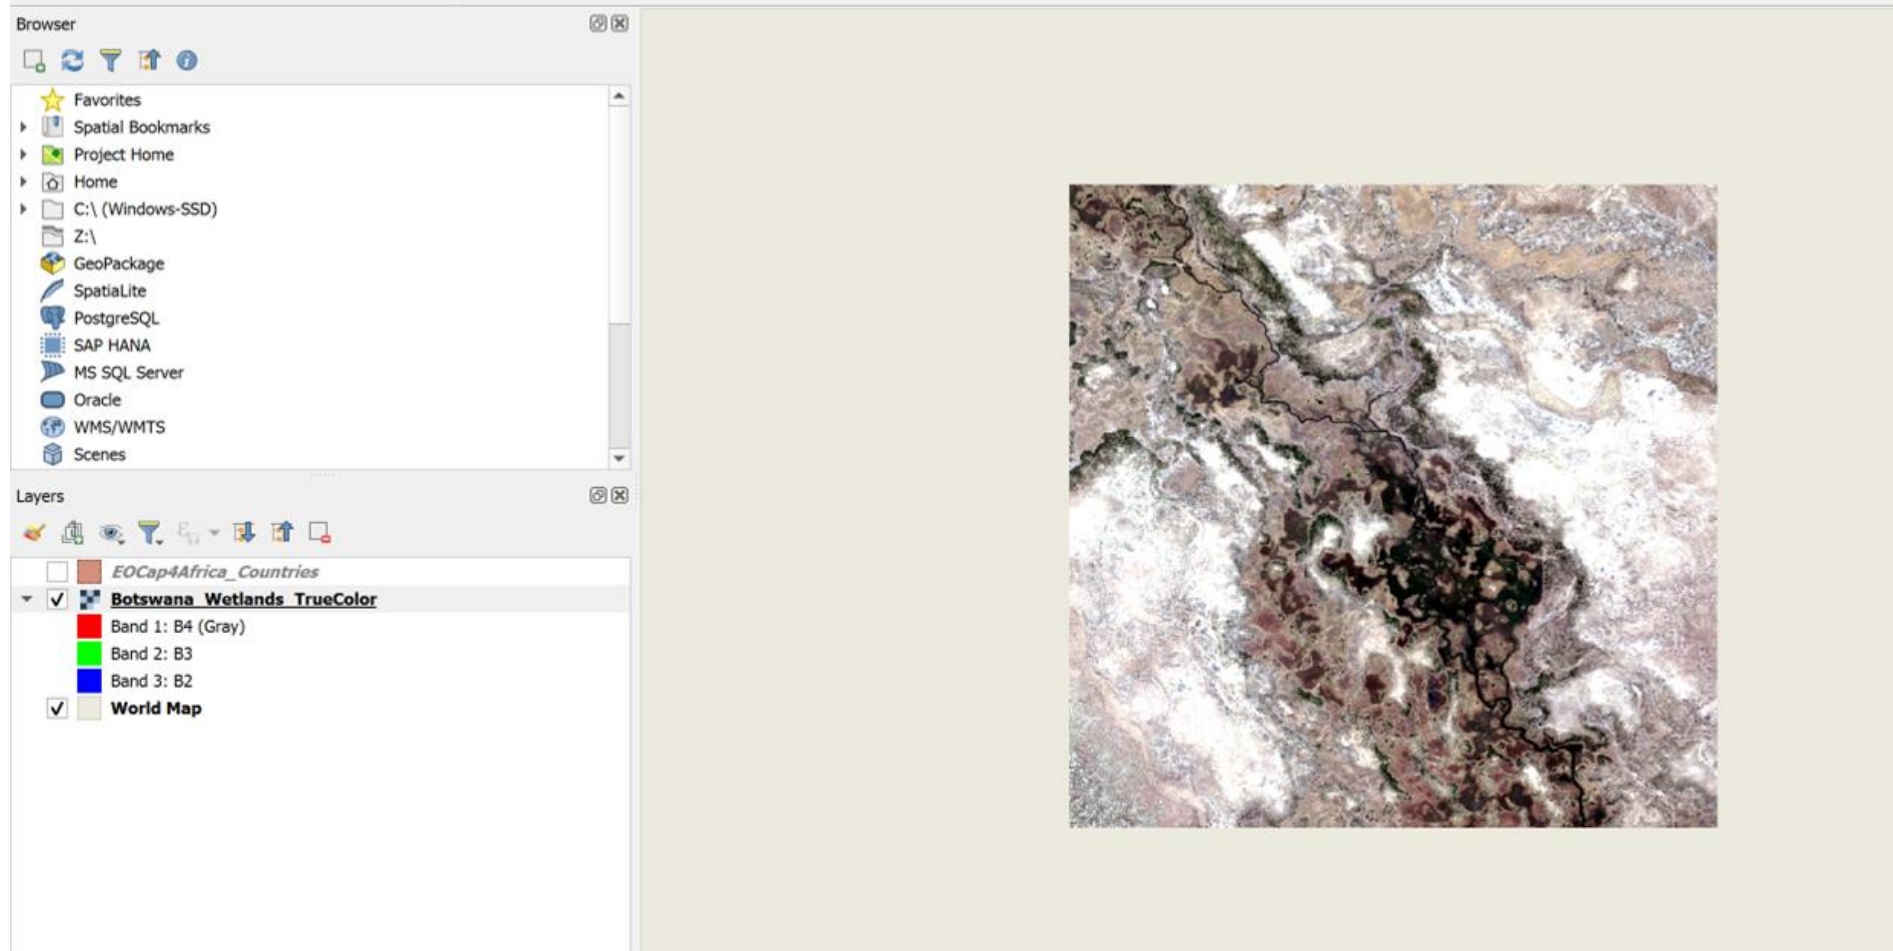 Browser
Favorites
Spatial Bookmarks
Project Home
Home
C:\ (Windows-SSD)
Z:\
GeoPackage
SpatiaLite
PostgreSQL
SAP HANA
MS SQL Server
Oracle
WMS/WMTS
Scenes
Layers
EOCap4Africa_Countries
Botswana_Wetlands_TrueColor
Band 1: B4 (Gray)
Band 2: B3
Band 3: B2
World Map